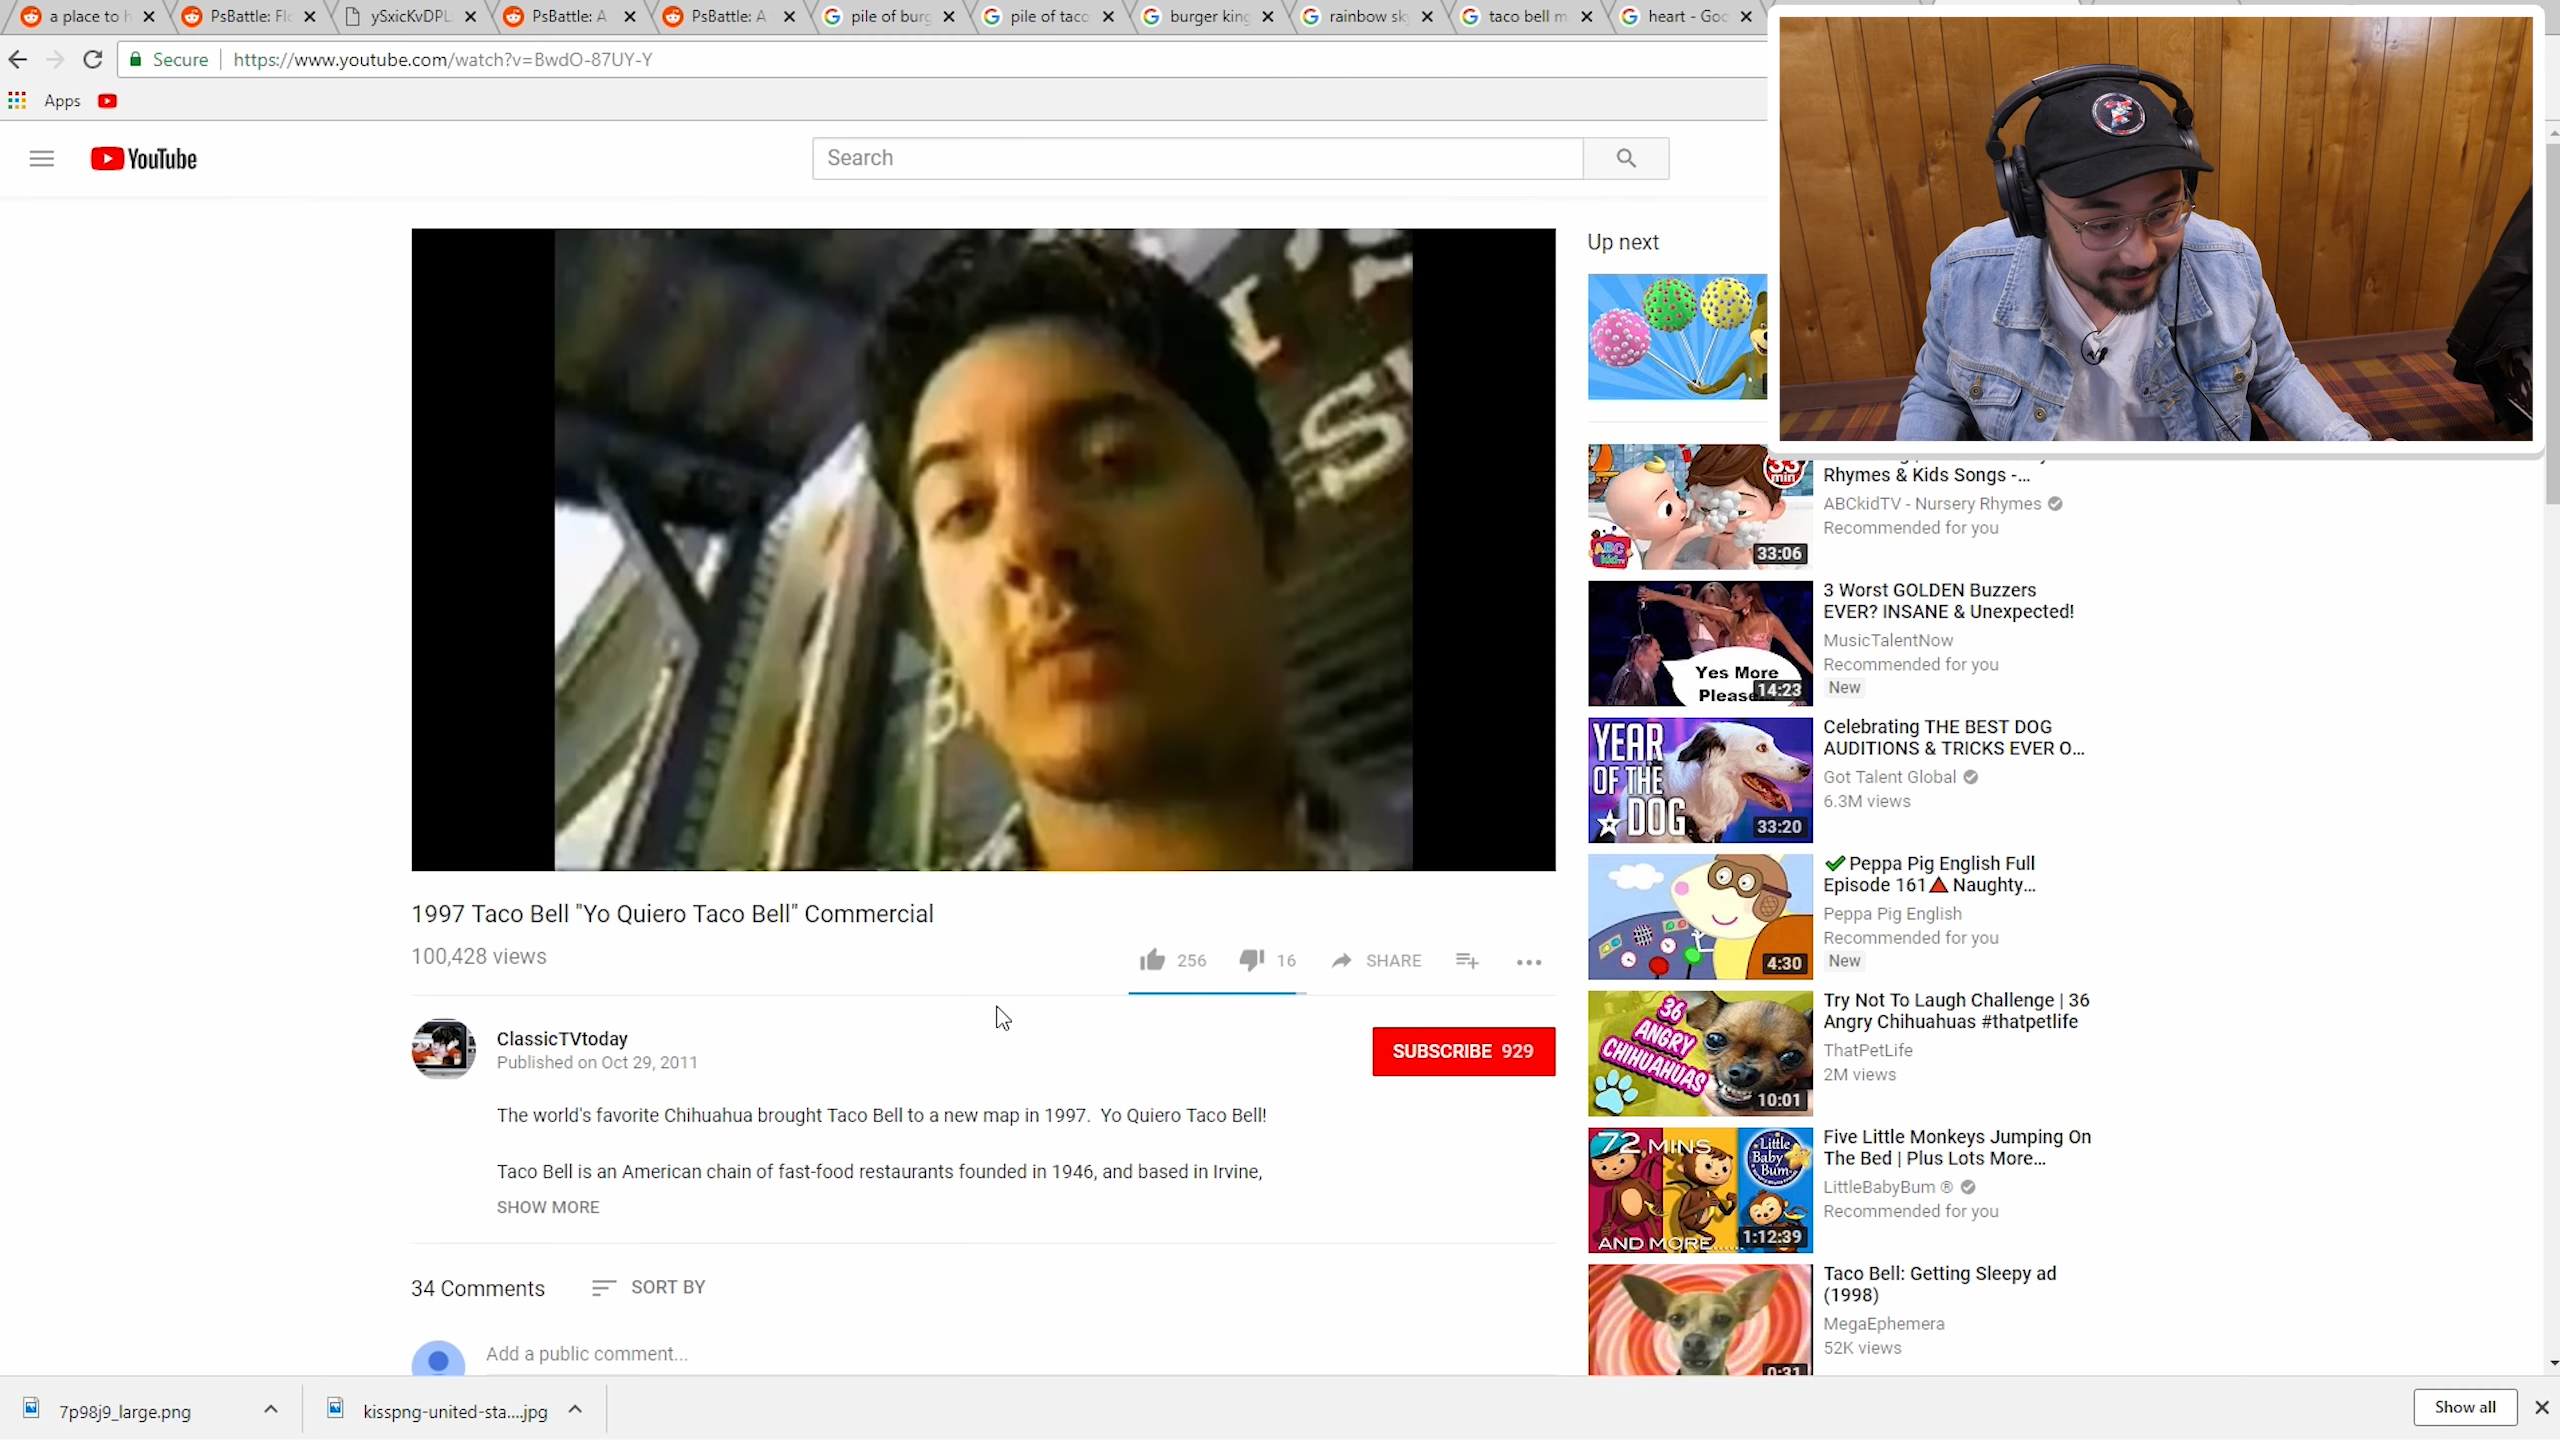 a place to h
PsBattle: Flo
ySxicKvDPL
PsBattle: A
PsBattle: A
pile of burg
pile of taco
burger king
rainbow sk
taco bell m
heart - Goo
Secure
https://www.youtube.com/watch?v=BwdO-87UY-Y
Apps
YouTube
Search
Up next
Rhymes & Kids Songs -...
ABCkidTV - Nursery Rhymes
Recommended for you
33 min
ABC
33:06
3 Worst GOLDEN Buzzers
EVER? INSANE & Unexpected!
MusicTalentNow
Recommended for you
New
Yes More
Please
14:23
Celebrating THE BEST DOG
AUDITIONS & TRICKS EVER O...
Got Talent Global
6.3M views
YEAR
OF THE
DOG
33:20
Peppa Pig English Full
Episode 161 Naughty...
Peppa Pig English
Recommended for you
New
4:30
Try Not To Laugh Challenge | 36
Angry Chihuahuas #thatpetlife
ThatPetLife
2M views
36
ANGRY
CHIHUAHUAS
10:01
Five Little Monkeys Jumping On
The Bed | Plus Lots More...
LittleBabyBum ®
Recommended for you
72 MINS
Little
Baby
Bum
AND MORE......
1:12:39
Taco Bell: Getting Sleepy ad
(1998)
MegaEphemera
52K views
0:31
1997 Taco Bell "Yo Quiero Taco Bell" Commercial
100,428 views
256
16
SHARE
ClassicTVtoday
Published on Oct 29, 2011
SUBSCRIBE 929
The world's favorite Chihuahua brought Taco Bell to a new map in 1997. Yo Quiero Taco Bell!
Taco Bell is an American chain of fast-food restaurants founded in 1946, and based in Irvine,
SHOW MORE
34 Comments
SORT BY
Add a public comment...
7p98j9_large.png
kisspng-united-sta....jpg
Show all